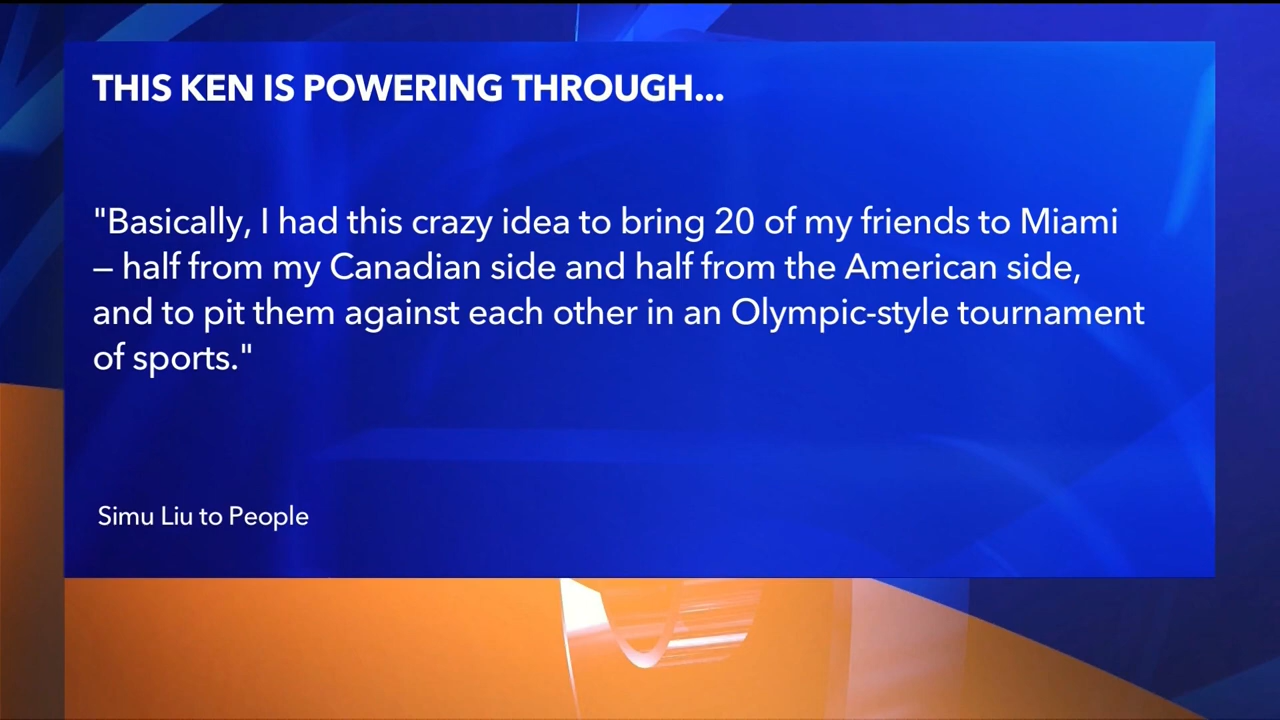 THIS KEN IS POWERING THROUGH...
"Basically, I had this crazy idea to bring 20 of my friends to Miami
– half from my Canadian side and half from the American side,
and to pit them against each other in an Olympic-style tournament
of sports."
Simu Liu to People